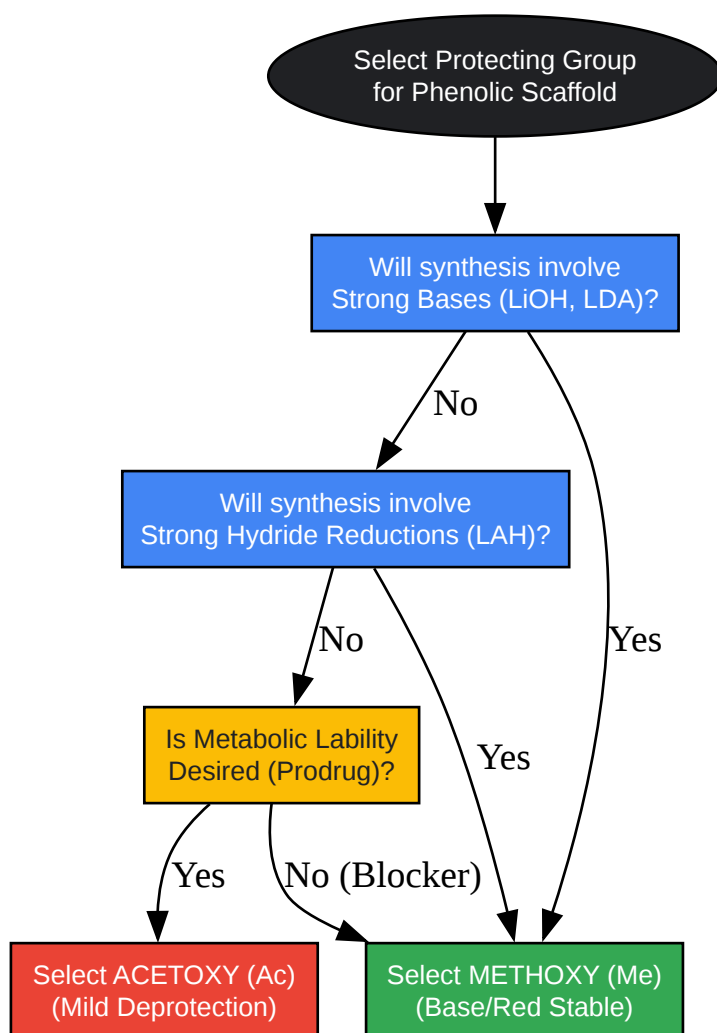 Select Protecting Group
for Phenolic Scaffold
Will synthesis involve
Strong Bases (LiOH, LDA)?
No
Will synthesis involve
Strong Hydride Reductions (LAH)?
Yes
No
Is Metabolic Lability
Desired (Prodrug)?
Yes
Yes
No (Blocker)
Select ACETOXY (Ac)
(Mild Deprotection)
Select METHOXY (Me)
(Base/Red Stable)